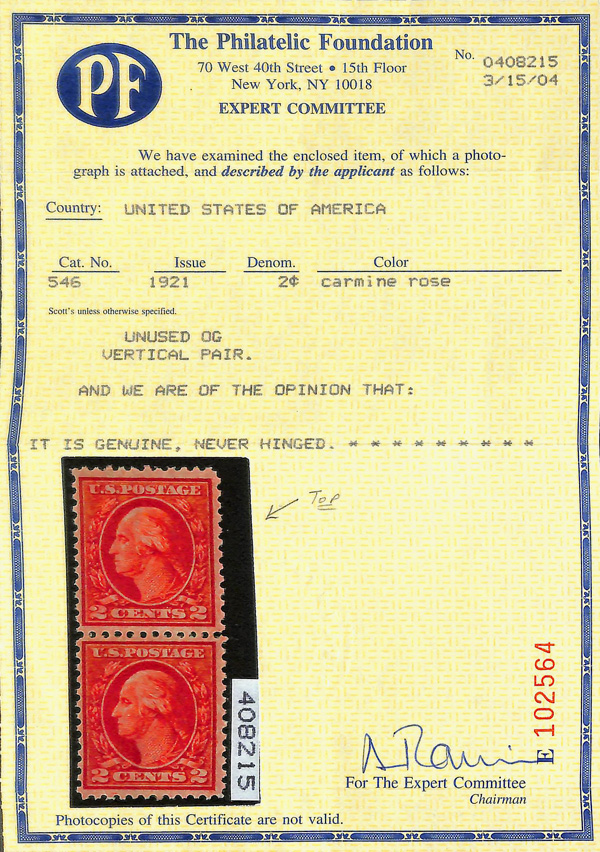 PF
The Philatelic Foundation
70 West 40th Street • 15th Floor
New York, NY 10018
EXPERT COMMITTEE
No. 0408215
3/15/04
We have examined the enclosed item, of which a photo-
graph is attached, and described by the applicant as follows:
Country: UNITED STATES OF AMERICA
Cat. No. Issue Denom. Color
546 1921 2¢ carmine rose
Scott's unless otherwise specified.
UNUSED OG
VERTICAL PAIR.
AND WE ARE OF THE OPINION THAT:
IT IS GENUINE, NEVER HINGED. * * * * * * * * *
Top
U.S. POSTAGE
2 CENTS 2
U.S. POSTAGE
2 CENTS 2
408215
E 102564
For The Expert Committee
Chairman
Photocopies of this Certificate are not valid.